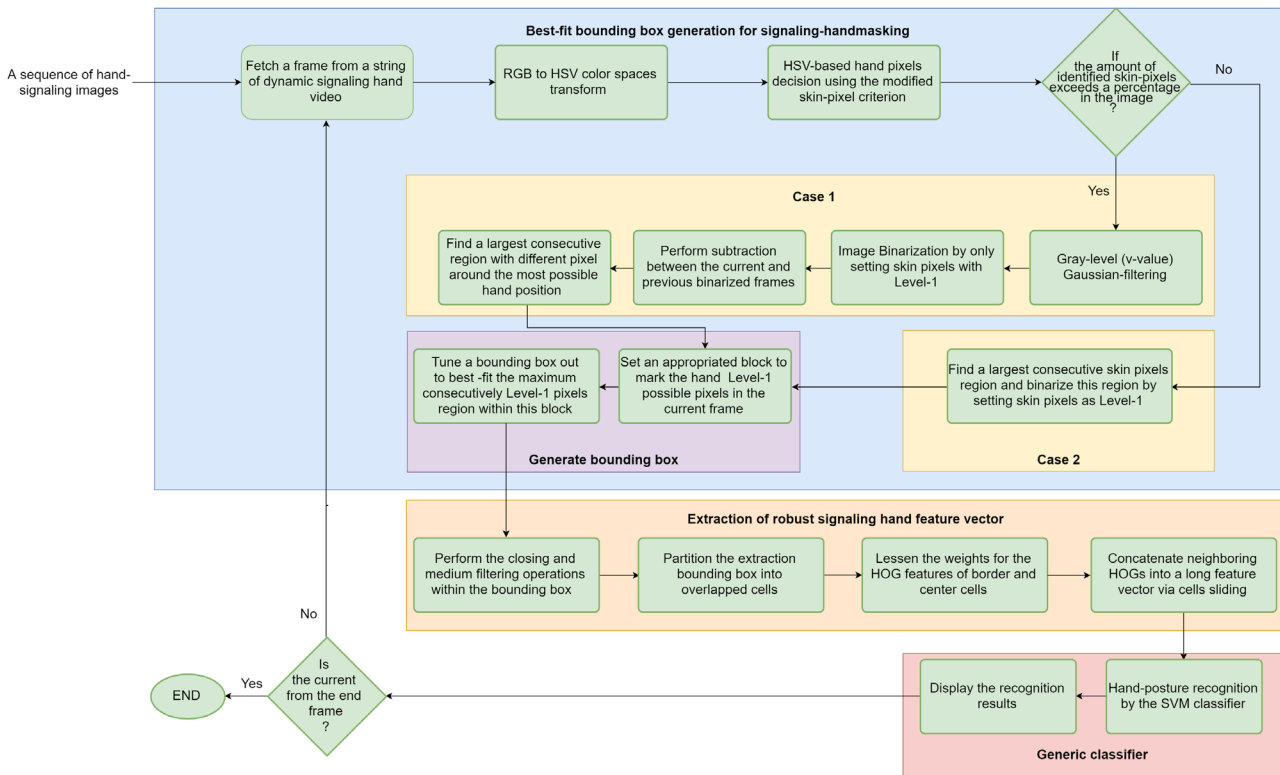 Best-fit bounding box generation for signaling-handmasking
A sequence of hand-
signaling images
Fetch a frame from a string
of dynamic signaling hand
video
RGB to HSV color spaces
transform
HSV-based hand pixels
decision using the modified
skin-pixel criterion
If
the amount of
identified skin-pixels
exceeds a percentage
in the image
?
No
Yes
Case 1
Gray-level (v-value)
Gaussian-filtering
Image Binarization by only
setting skin pixels with
Level-1
Perform subtraction
between the current and
previous binarized frames
Find a largest consecutive
region with different pixel
around the most possible
hand position
Tune a bounding box out
to best -fit the maximum
consecutively Level-1 pixels
region within this block
Set an appropriated block to
mark the hand  Level-1
possible pixels in the
current frame
Generate bounding box
Find a largest consecutive skin pixels
region and binarize this region by
setting skin pixels as Level-1
Case 2
Extraction of robust signaling hand feature vector
Perform the closing and
medium filtering operations
within the bounding box
Partition the extraction
bounding box into
overlapped cells
Lessen the weights for the
HOG features of border and
center cells
Concatenate neighboring
HOGs into a long feature
vector via cells sliding
Hand-posture recognition
by the SVM classifier
Display the recognition
results
Generic classifier
No
Is
the current
from the end
frame
?
Yes
END